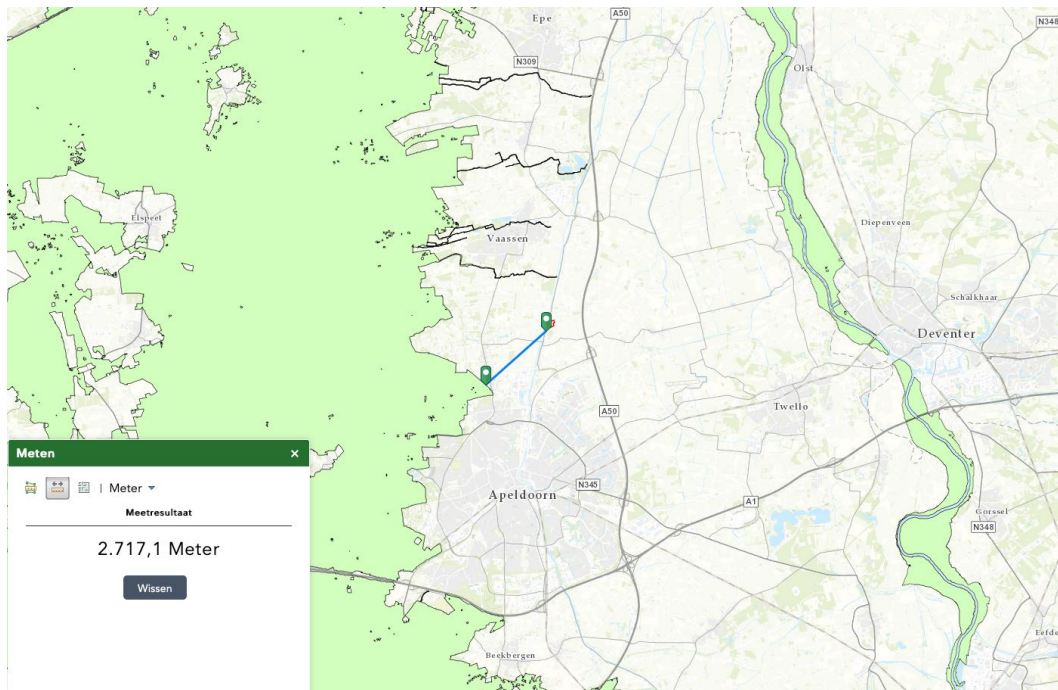 A50
Epe
N348
N309
Olst
Elspeet
Diepenveen
Vaassen
Schalkhaar
Deventer
Twello
A50
Meten
Meter
Meetresultaat
2.717,1 Meter
Wissen
Apeldoorn
N345
A1
Gorssel
N348
Eefde
Beekbergen